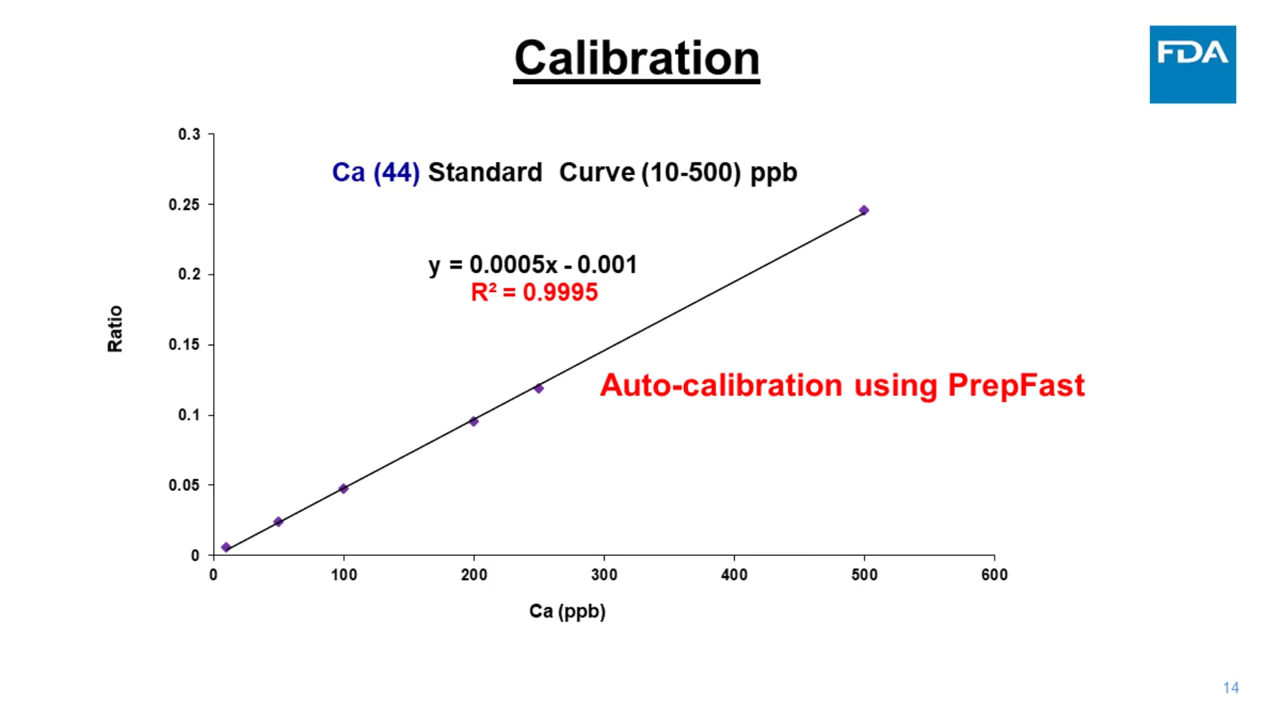 Calibration
FDA
Ca (44) Standard Curve (10-500) ppb
y = 0.0005x - 0.001
R² = 0.9995
Auto-calibration using PrepFast
Ratio
0.3
0.25
0.2
0.15
0.1
0.05
0
0 100 200 300 400 500 600
Ca (ppb)
14